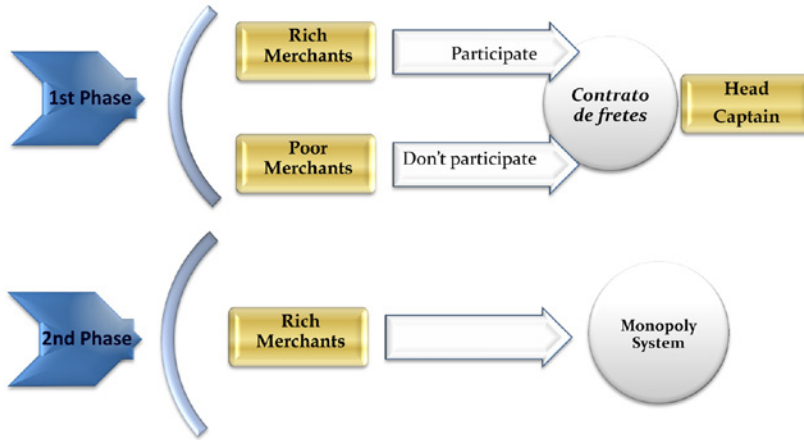 1st Phase
Rich
Merchants
Participate
Poor
Merchants
Don't participate
Contrato
de fretes
Head
Captain
2nd Phase
Rich
Merchants
Monopoly
System